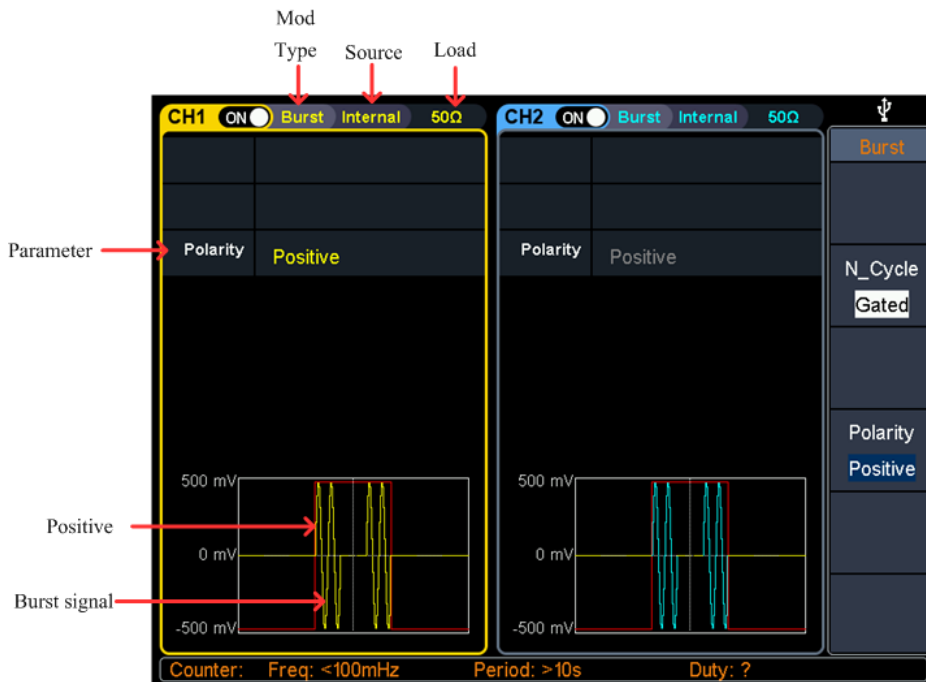 Mod
Type
Source
Load
CH1 ON Burst Internal 50Ω
CH2 ON Burst Internal 50Ω
Burst
N_Cycle
Gated
Parameter
Polarity Positive
Polarity Positive
Polarity
Positive
500 mV
0 mV
-500 mV
500 mV
0 mV
-500 mV
Positive
Burst signal
Counter: Freq: <100mHz Period: >10s Duty: ?